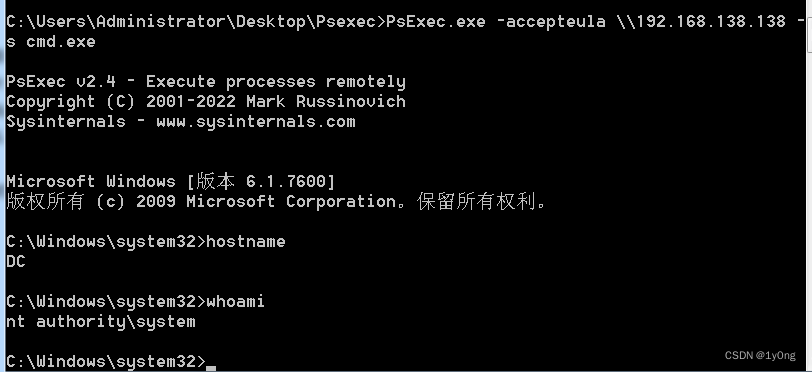 C:\Users\Administrator\Desktop\Psexec>PsExec.exe -accepteula \\192.168.138.138 -
s cmd.exe
PsExec v2.4 - Execute processes remotely
Copyright (C) 2001-2022 Mark Russinovich
Sysinternals - www.sysinternals.com
Microsoft Windows [版本 6.1.7600]
版权所有 (c) 2009 Microsoft Corporation。保留所有权利。
C:\Windows\system32>hostname
DC
C:\Windows\system32>whoami
nt authority\system
C:\Windows\system32>_
CSDN @1y0ng